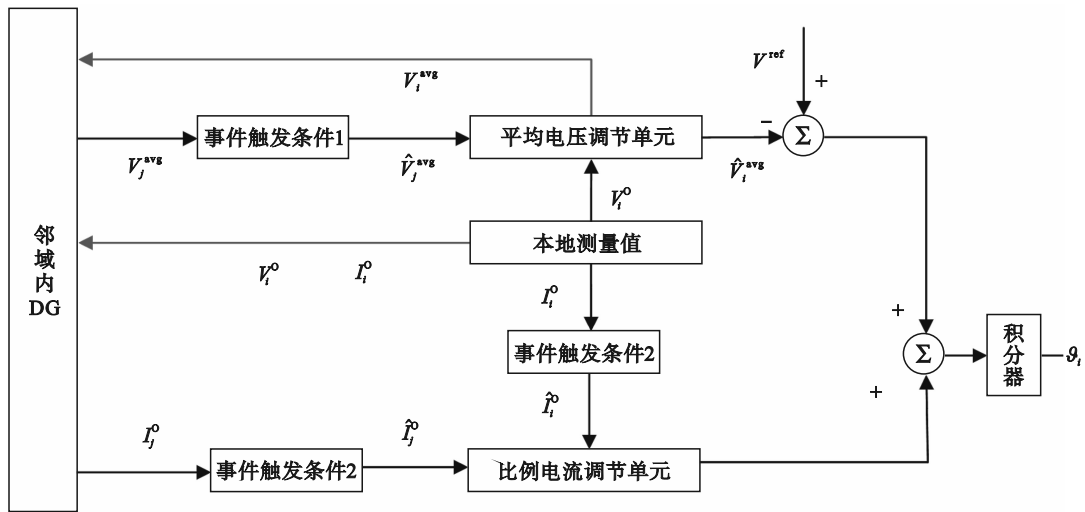 V^ref
+
V_i^avg
−
事件触发条件1
平均电压调节单元
Σ
V_j^avg
V̂_j^avg
V̂_i^avg
V_i^O
邻域内DG
本地测量值
V_i^O I_i^O
I_i^O
+
事件触发条件2
Σ
积分器
ϑ_i
+
Î_i^O
I_j^O
Î_j^O
事件触发条件2
比例电流调节单元